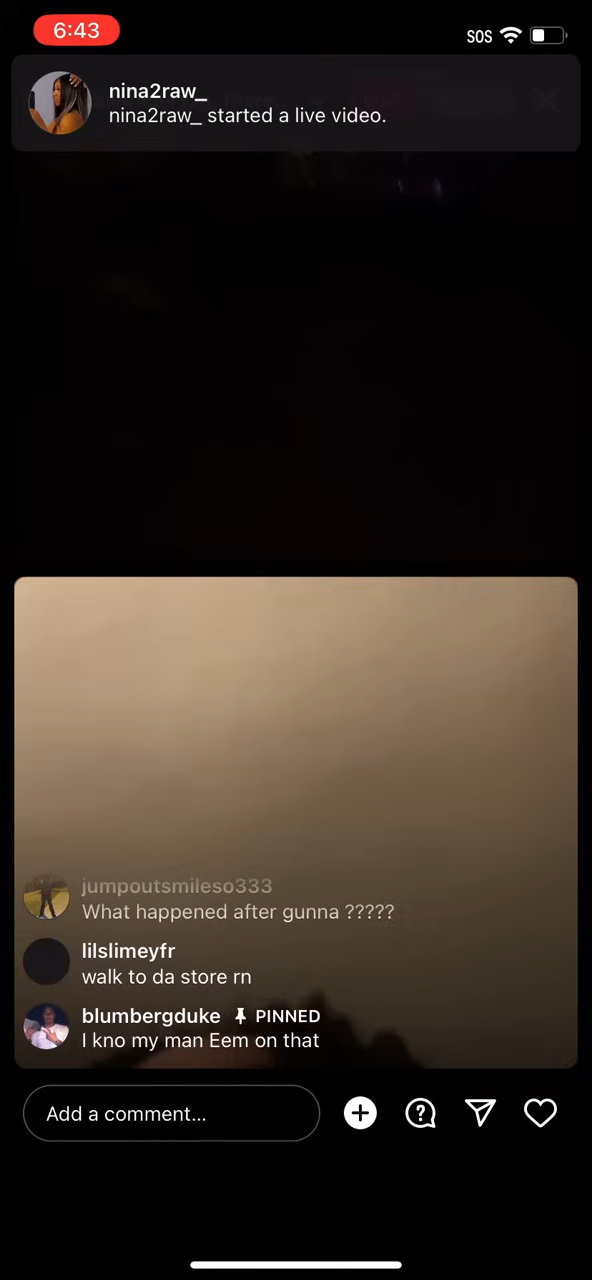 6:43
SOS
nina2raw_
nina2raw_ started a live video.
jumpoutsmileso333
What happened after gunna ?????
lilslimeyfr
walk to da store rn
blumbergduke PINNED
I kno my man Eem on that
Add a comment...